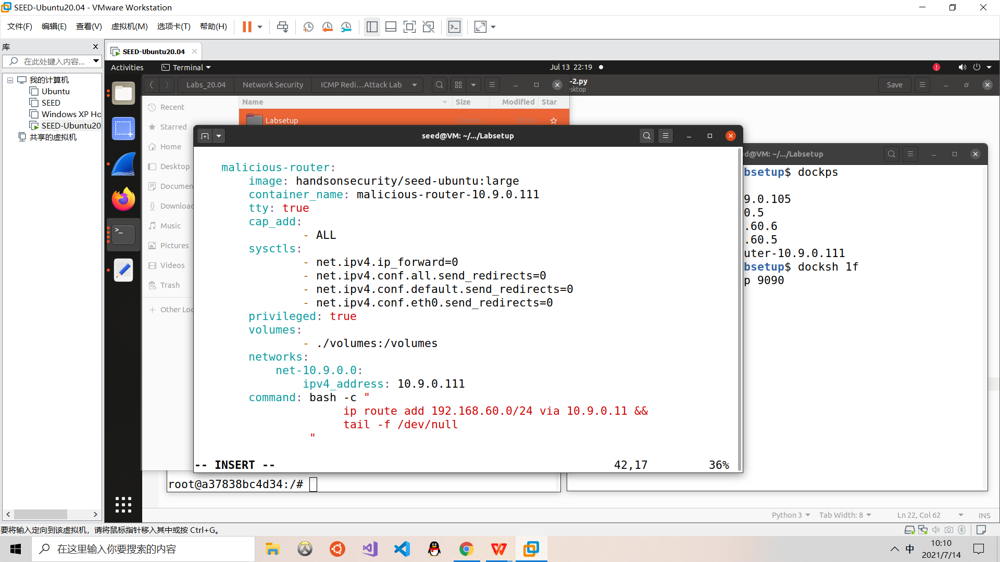 SEED-Ubuntu20.04 - VMware Workstation
文件(F) 编辑(E) 查看(V) 虚拟机(M) 选项卡(T) 帮助(H)
库
在此处键入内容...
我的计算机
Ubuntu
SEED
Windows XP Ho
SEED-Ubuntu20
共享的虚拟机
SEED-Ubuntu20.04
Activities Terminal Jul 13 22:19
Labs_20.04 Network Security ICMP Redi…Attack Lab
-2.py
esktop
Save
Name Size Modified Star
Labsetup
Recent
Starred
Home
Desktop
Documen
Downloac
Music
Pictures
Videos
Trash
Other Loc
seed@VM: ~/.../Labsetup
malicious-router:
image: handsonsecurity/seed-ubuntu:large
container_name: malicious-router-10.9.0.111
tty: true
cap_add:
- ALL
sysctls:
- net.ipv4.ip_forward=0
- net.ipv4.conf.all.send_redirects=0
- net.ipv4.conf.default.send_redirects=0
- net.ipv4.conf.eth0.send_redirects=0
privileged: true
volumes:
- ./volumes:/volumes
networks:
net-10.9.0.0:
ipv4_address: 10.9.0.111
command: bash -c "
ip route add 192.168.60.0/24 via 10.9.0.11 &&
tail -f /dev/null
"
-- INSERT -- 42,17 36%
d@VM: ~/.../Labsetup
bsetup$ dockps
9.0.105
0.5
.60.6
.60.5
uter-10.9.0.111
bsetup$ docksh 1f
p 9090
root@a37838bc4d34:/#
Python 3 Tab Width: 8 Ln 22, Col 62 INS
要将输入定向到该虚拟机，请将鼠标指针移入其中或按 Ctrl+G。
在这里输入你要搜索的内容
中
10:10
2021/7/14